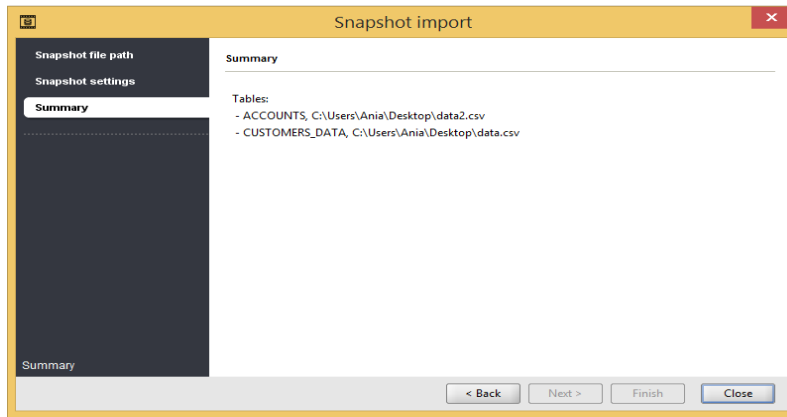 Snapshot import
Snapshot file path
Snapshot settings
Summary
Summary
Tables:
- ACCOUNTS, C:\Users\Ania\Desktop\data2.csv
- CUSTOMERS_DATA, C:\Users\Ania\Desktop\data.csv
Summary
< Back
Next >
Finish
Close